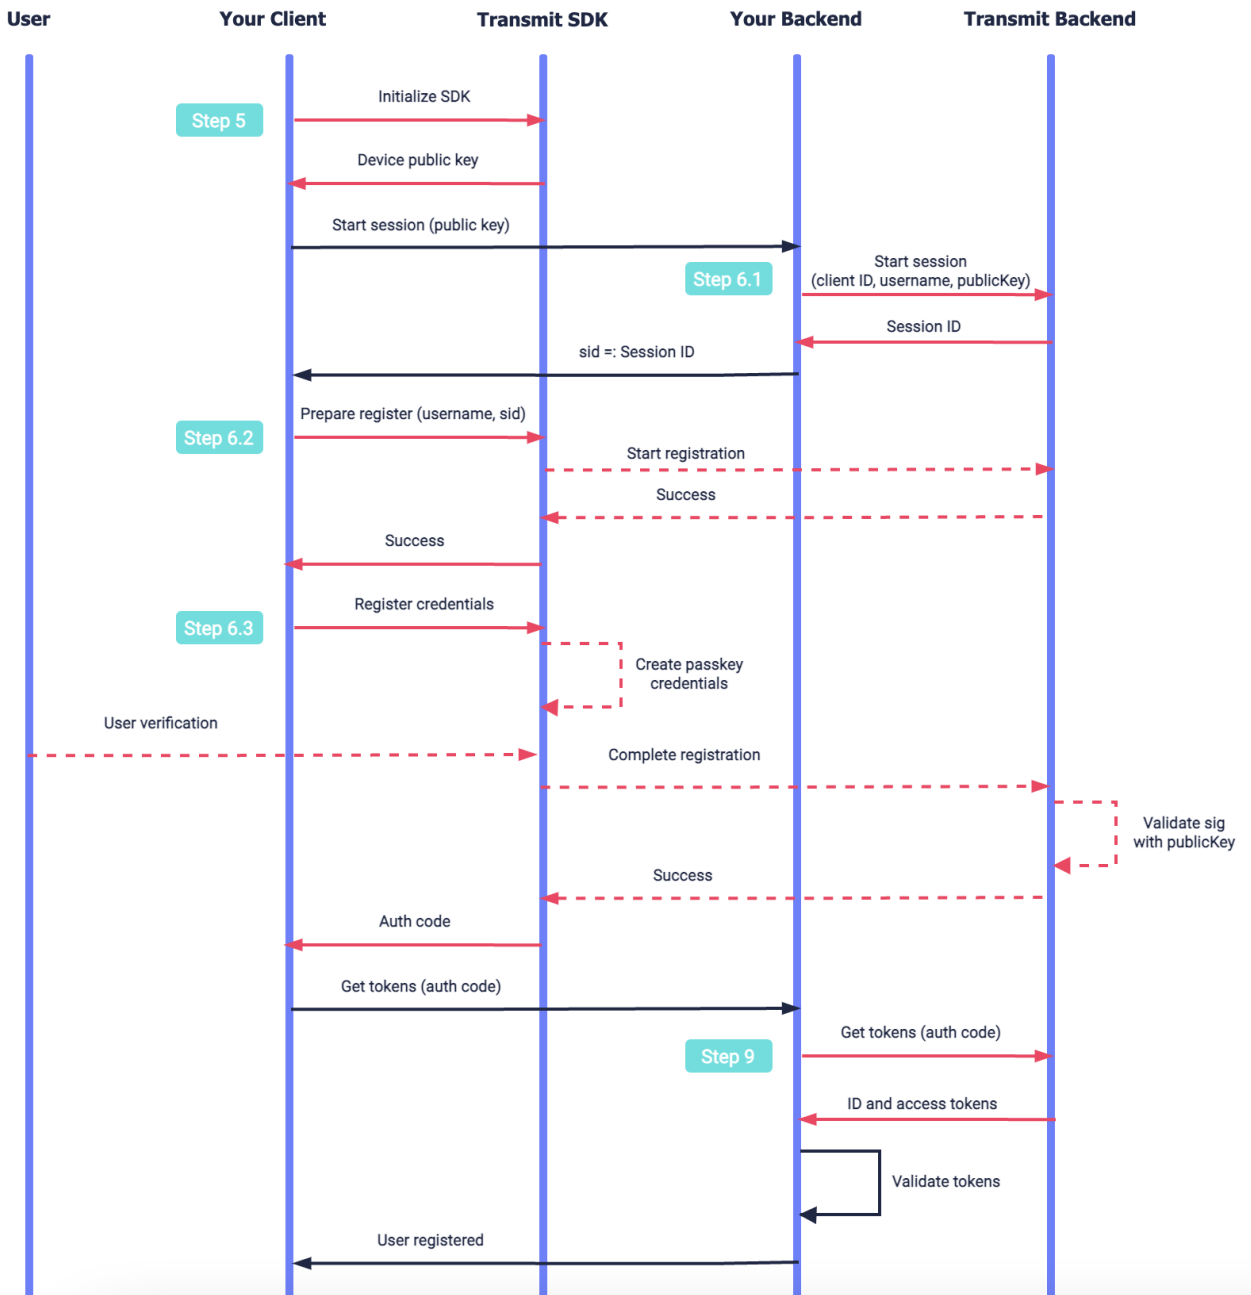 User
Your Client
Transmit SDK
Your Backend
Transmit Backend
Initialize SDK
Step 5
Device public key
Start session (public key)
Start session
(client ID, username, publicKey)
Step 6.1
Session ID
sid =: Session ID
Prepare register (username, sid)
Step 6.2
Start registration
Success
Success
Register credentials
Step 6.3
Create passkey
credentials
User verification
Complete registration
Validate sig
with publicKey
Success
Auth code
Get tokens (auth code)
Get tokens (auth code)
Step 9
ID and access tokens
Validate tokens
User registered